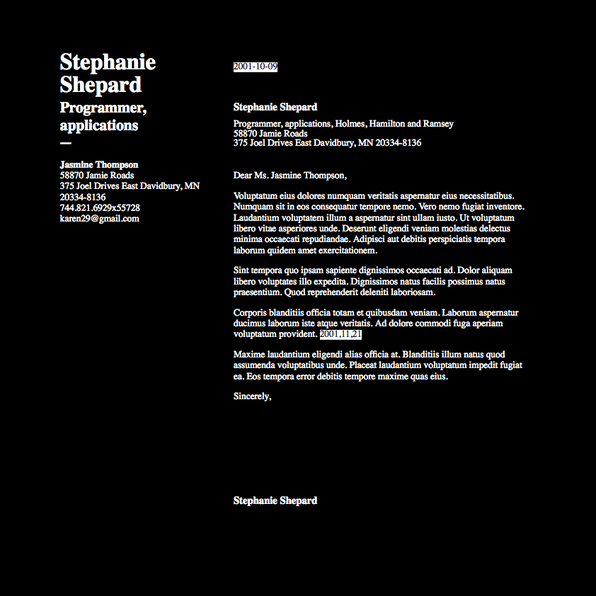 Stephanie
Shepard
Programmer,
applications
Jasmine Thompson
58870 Jamie Roads
375 Joel Drives East Davidbury, MN
20334-8136
744.821.6929x55728
karen29@gmail.com
2001-10-09
Stephanie Shepard
Programmer, applications, Holmes, Hamilton and Ramsey
58870 Jamie Roads
375 Joel Drives East Davidbury, MN 20334-8136
Dear Ms. Jasmine Thompson,
Voluptatum eius dolores numquam veritatis aspernatur eius necessitatibus.
Numquam sit in eos consequatur tempore nemo. Vero nemo fugiat inventore.
Laudantium voluptatem illum a aspernatur sint ullam iusto. Ut voluptatum
libero vitae asperiores unde. Deserunt eligendi veniam molestias delectus
minima occaecati repudiandae. Adipisci aut debitis perspiciatis tempora
laborum quidem amet exercitationem.
Sint tempora quo ipsam sapiente dignissimos occaecati ad. Dolor aliquam
libero voluptates illo expedita. Dignissimos natus facilis possimus natus
praesentium. Quod reprehenderit deleniti laboriosam.
Corporis blanditiis officia totam et quibusdam veniam. Laborum aspernatur
ducimus laborum iste atque veritatis. Ad dolore commodi fuga aperiam
voluptatum provident. 2001.11.21
Maxime laudantium eligendi alias officia at. Blanditiis illum natus quod
assumenda voluptatibus unde. Placeat laudantium voluptatum impedit fugiat
ea. Eos tempora error debitis tempore maxime quas eius.
Sincerely,
Stephanie Shepard